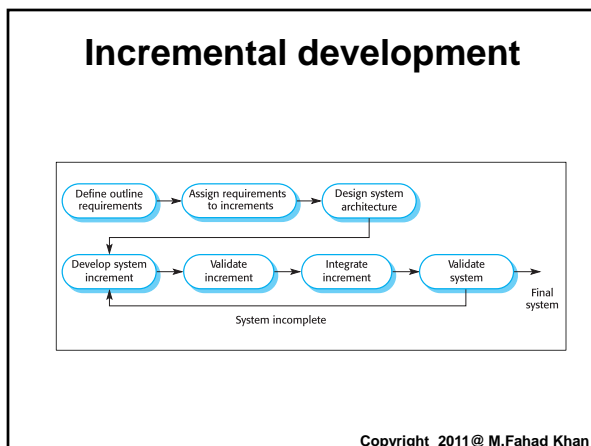 Incremental development
Define outline
requirements
Assign requirements
to increments
Design system
architecture
Develop system
increment
Validate
increment
Integrate
increment
Validate
system
Final
system
System incomplete
Copyright 2011@ M.Fahad Khan